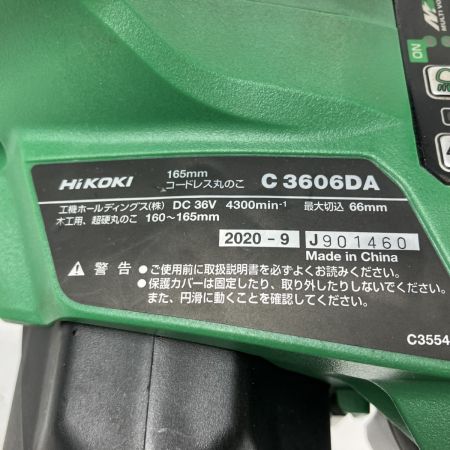 HiKOKI
165mm
コードレス丸のこ
C 3606DA
工機ホールディングス(株) DC 36V 4300min-1 最大切込 66mm
木工用、超硬丸のこ 160～165mm
2020 - 9 J901460
Made in China
⚠ 警告
●ご使用前に取扱説明書を必ずよくお読みください。
●保護カバーは固定したり、取り外したりしないでください。
また、円滑に動くことを確認してください。
C3554
ON